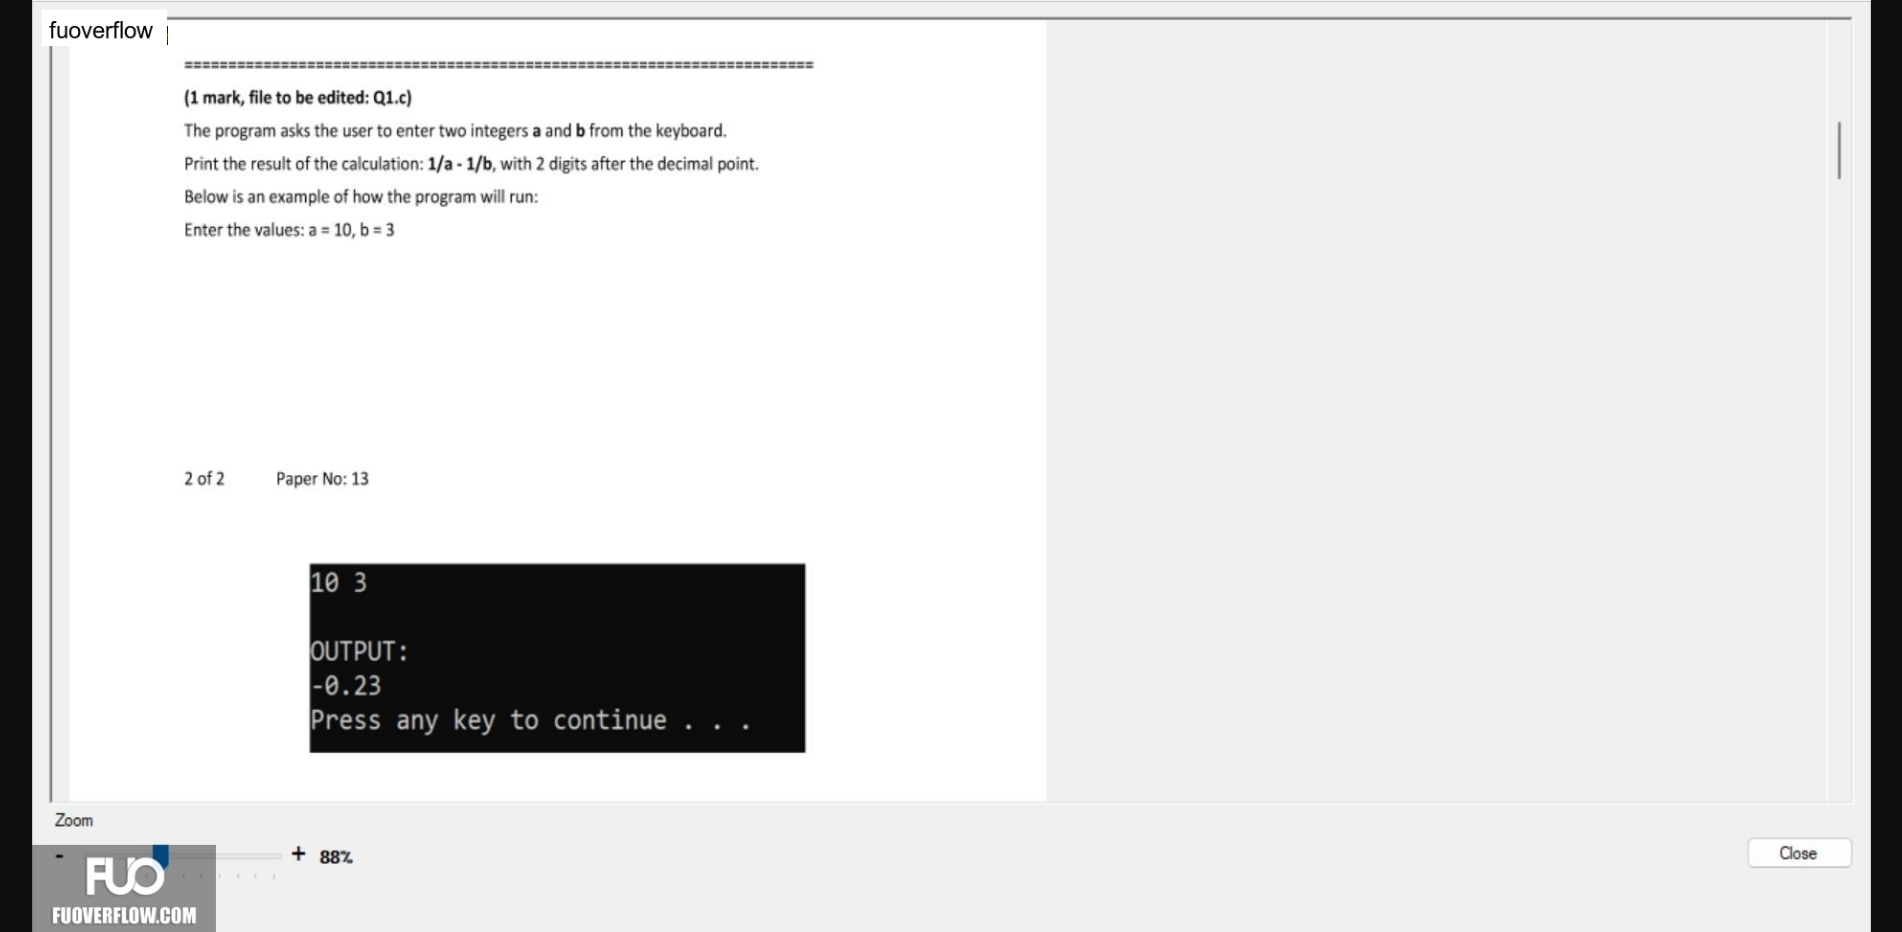 fuoverflow
=======================================================================
(1 mark, file to be edited: Q1.c)
The program asks the user to enter two integers a and b from the keyboard.
Print the result of the calculation: 1/a - 1/b, with 2 digits after the decimal point.
Below is an example of how the program will run:
Enter the values: a = 10, b = 3
2 of 2 Paper No: 13
10 3
OUTPUT:
-0.23
Press any key to continue . . .
Zoom
- + 88%
Close
FUO
FUOVERFLOW.COM